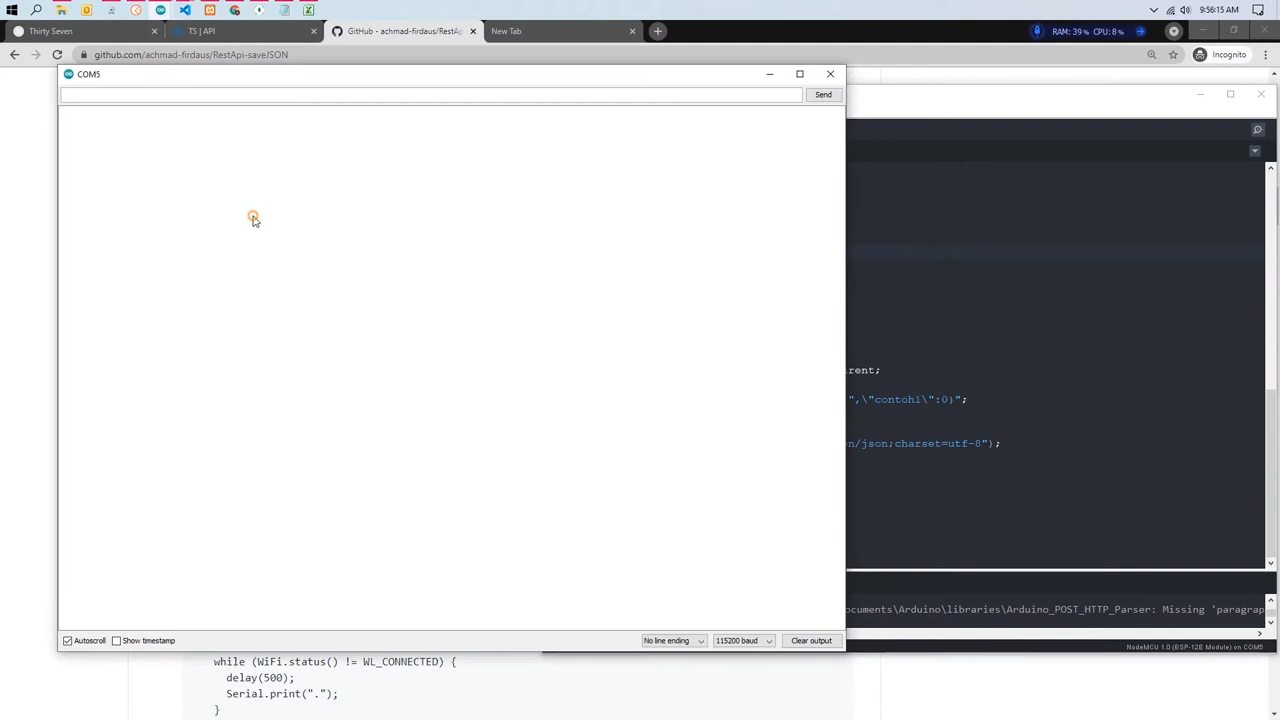 9:56:15 AM
Thirty Seven
TS | API
GitHub - achmad-firdaus/RestAp
New Tab
RAM: 39% CPU: 8%
github.com/achmad-firdaus/RestApi-saveJSON
Incognito
COM5
Send
rent;
",\"contoh1\":0}";
n/json;charset=utf-8");
ocuments\Arduino\libraries\Arduino_POST_HTTP_Parser: Missing 'paragrap
Autoscroll
Show timestamp
No line ending
115200 baud
Clear output
NodeMCU 1.0 (ESP-12E Module) on COM5
while (WiFi.status() != WL_CONNECTED) {
delay(500);
Serial.print(".");
}